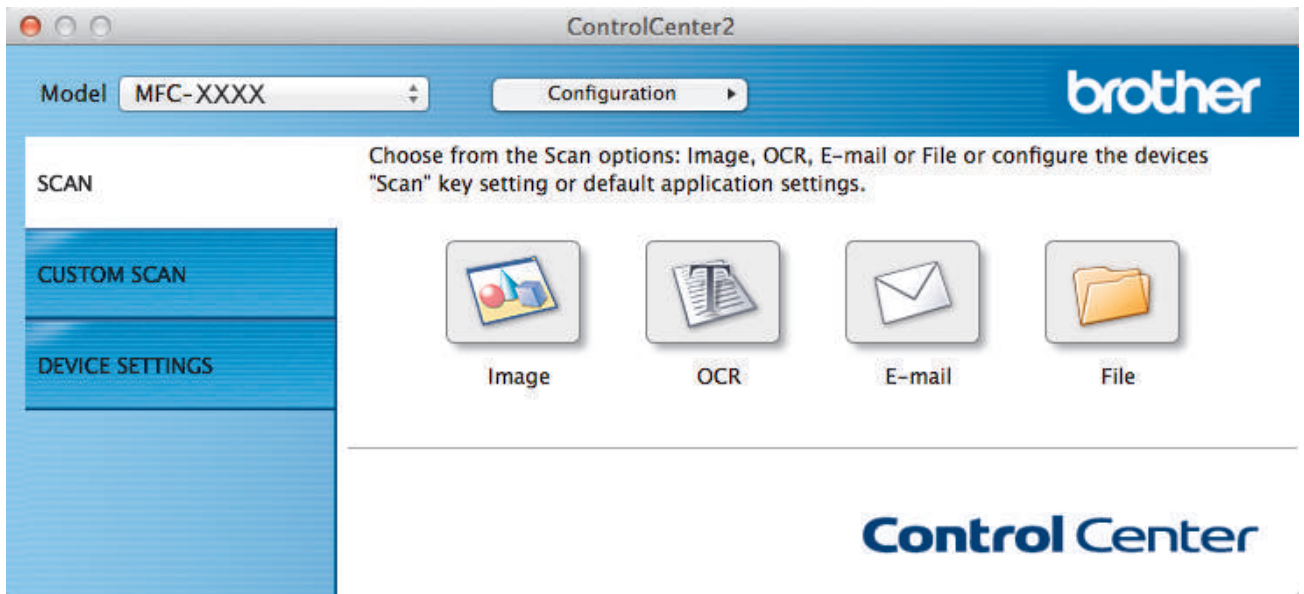 ControlCenter2
Model MFC-XXXX Configuration brother
SCAN
Choose from the Scan options: Image, OCR, E-mail or File or configure the devices
"Scan" key setting or default application settings.
CUSTOM SCAN
DEVICE SETTINGS
Image OCR E-mail File
Control Center